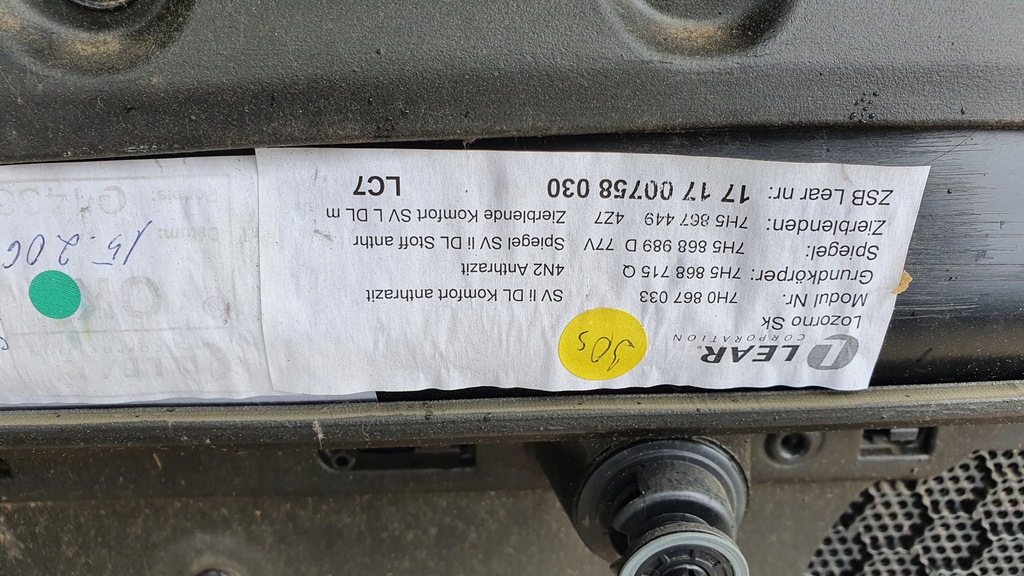 LEAR®
CORPORATION
Lozorno Sk
Modul Nr. 7H0 867 033 SV li DL Komfort anthrazit
Grundkörper: 7H5 868 715 Q 4N2 Anthrazit
Spiegel: 7H5 868 989 D 77V Spiegel SV li DL Stoff anthr
Zierblenden: 7H5 867 449 4Z7 Zierblende Komfort SV L DL m
ZSB Lear nr: 17 17 00758 030 LC7
15.206